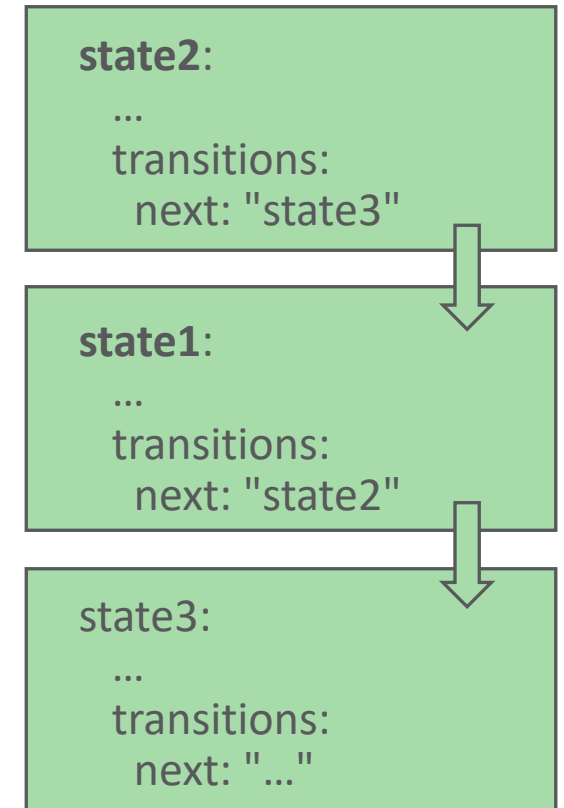 state2:
...
transitions:
next: "state3"
state1:
...
transitions:
next: "state2"
state3:
...
transitions:
next: "..."